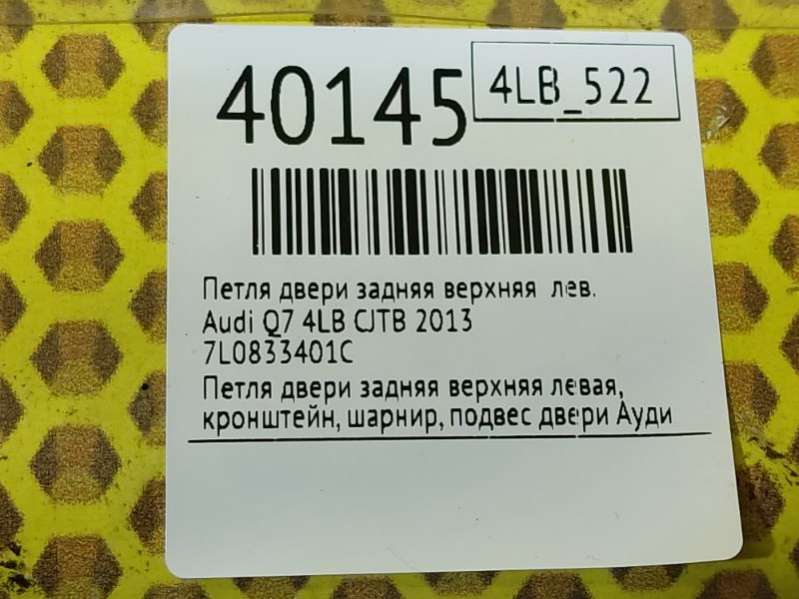 40145
4LB_522
Петля двери задняя верхняя лев.
Audi Q7 4LB CJTB 2013
7L0833401C
Петля двери задняя верхняя левая,
кронштейн, шарнир, подвес двери Ауди